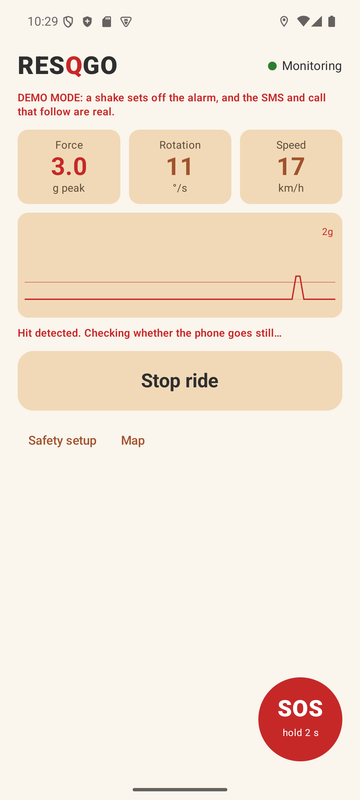 10:29
RESQGO
Monitoring
DEMO MODE: a shake sets off the alarm, and the SMS and call
that follow are real.
Force
3.0
g peak
Rotation
11
°/s
Speed
17
km/h
2g
Hit detected. Checking whether the phone goes still…
Stop ride
Safety setup
Map
SOS
hold 2 s